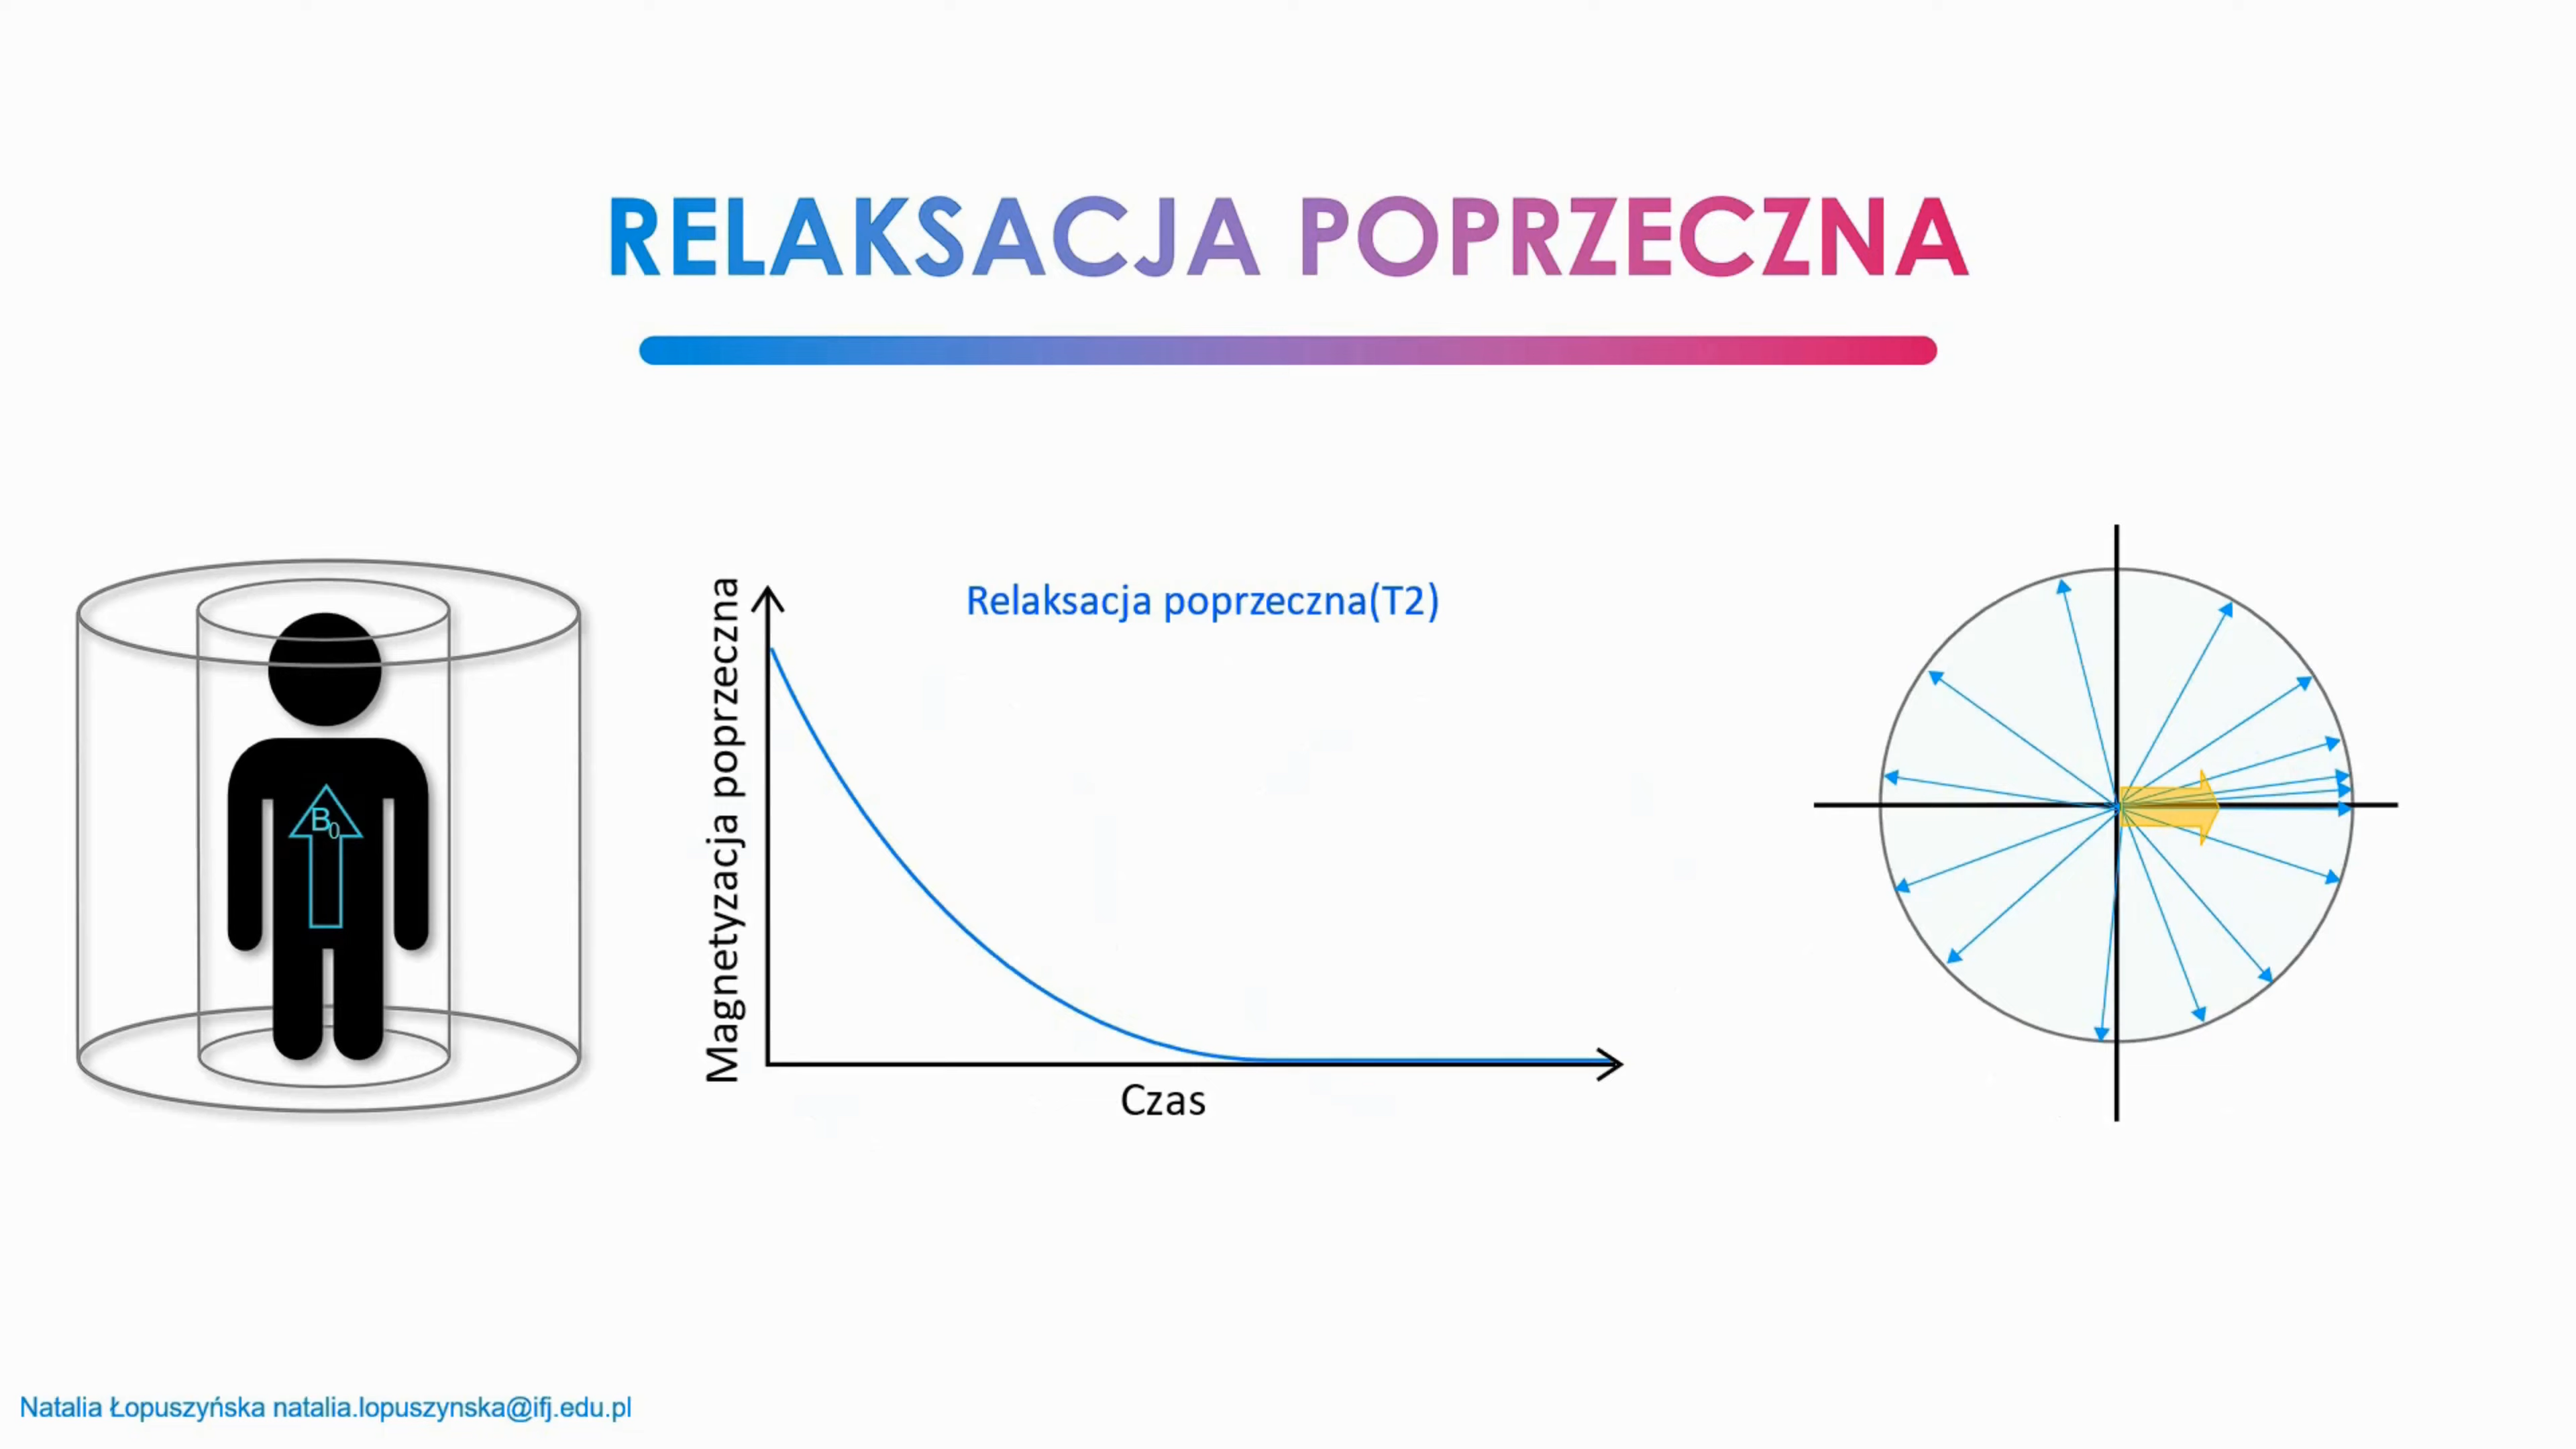 RELAKSACJA POPRZECZNA
B0
Magnetyzacja poprzeczna
Relaksacja poprzeczna(T2)
Czas
Natalia Łopuszyńska natalia.lopuszynska@ifj.edu.pl